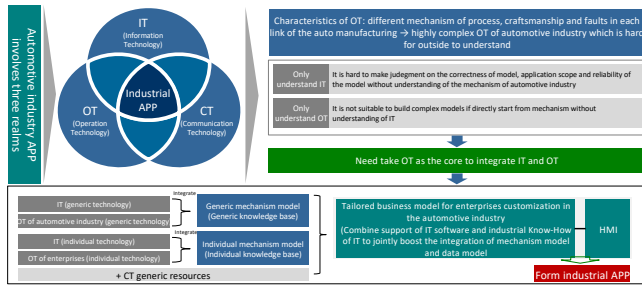 Automotive industry APP
involves three realms
IT
(Information
Technology)
Industrial
APP
OT
(Operation
Technology)
CT
(Communication
Technology)
Characteristics of OT: different mechanism of process, craftsmanship and faults in each
link of the auto manufacturing → highly complex OT of automotive industry which is hard
for outside to understand
Only
understand IT
It is hard to make judegment on the correctness of model, application scope and reliability of
the model without understanding of the mechanism of automotive industry
Only
understand OT
It is not suitable to build complex models if directly start from mechanism without
understanding of IT
Need take OT as the core to integrate IT and OT
IT (generic technology)
OT of automotive industry (generic technology)
Integrate
Generic mechanism model
(Generic knowledge base)
IT (individual technology)
OT of enterprises (individual technology)
Integrate
Individual mechanism model
(Individual knowledge base)
+ CT generic resources
Tailored business model for enterprises customization in
the automotive industry
(Combine support of IT software and industrial Know-How
of IT to jointly boost the integration of mechanism model
and data model
HMI
Form industrial APP